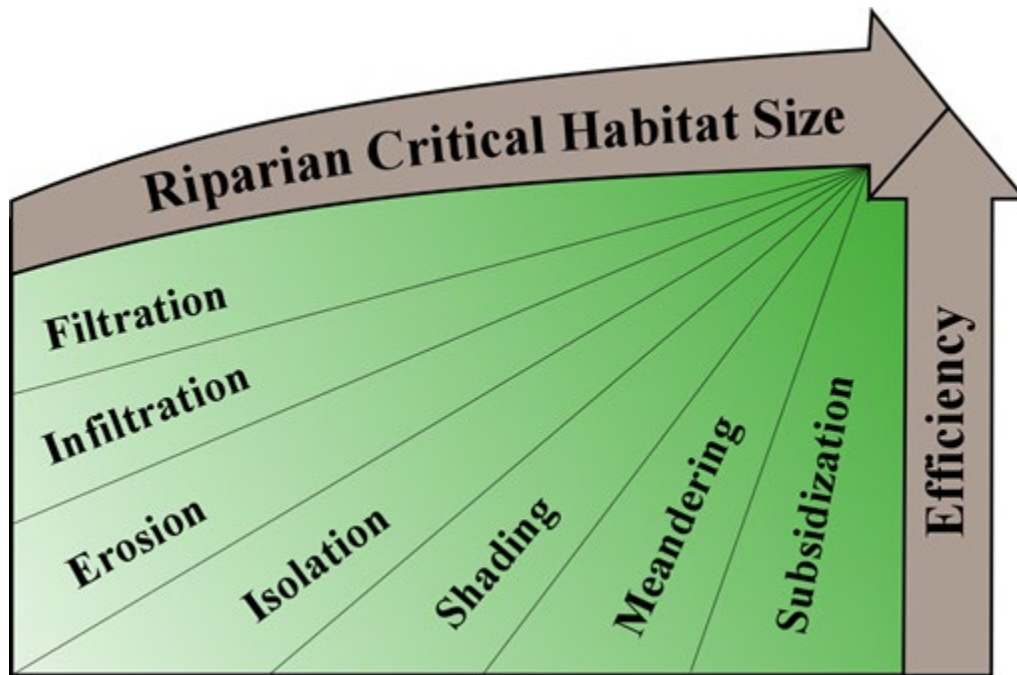 Riparian Critical Habitat Size
Filtration
Infiltration
Erosion
Isolation
Shading
Meandering
Subsidization
Efficiency